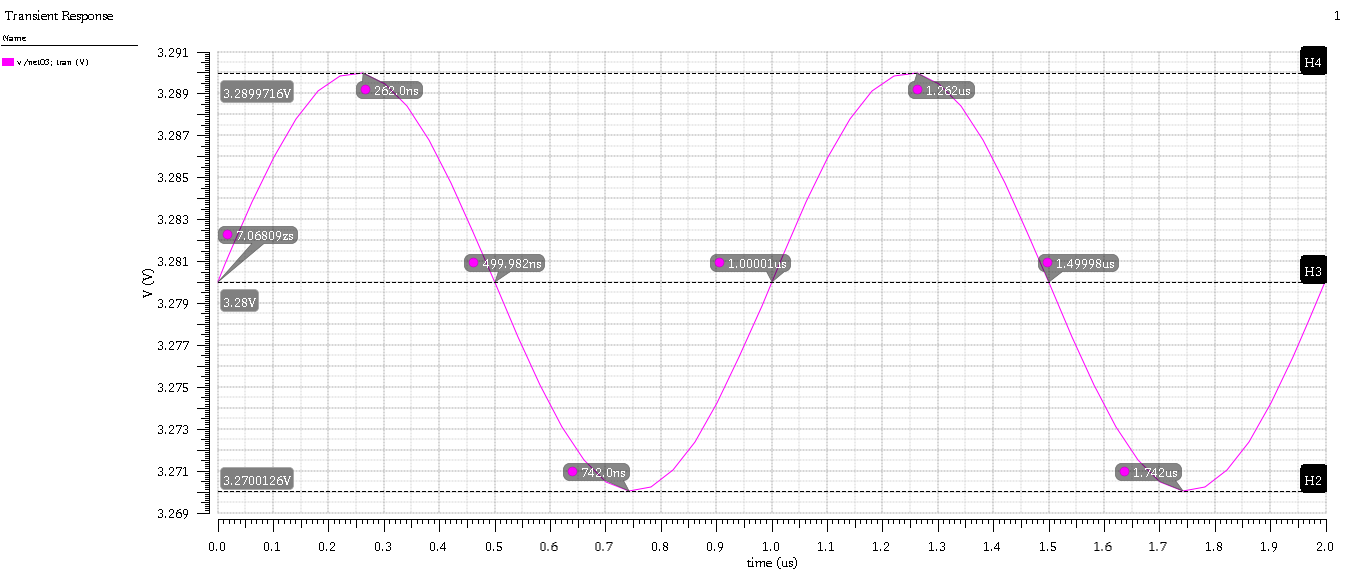 Transient Response
1
Name
v /net03; tran (V)
V (V)
3.291
3.289
3.287
3.285
3.283
3.281
3.279
3.277
3.275
3.273
3.271
3.269
H4
3.2899716V
262.0ns
1.262us
7.06809zs
499.982ns
1.00001us
1.49998us
H3
3.28V
742.0ns
1.742us
3.2700126V
H2
0.0 0.1 0.2 0.3 0.4 0.5 0.6 0.7 0.8 0.9 1.0 1.1 1.2 1.3 1.4 1.5 1.6 1.7 1.8 1.9 2.0
time (us)